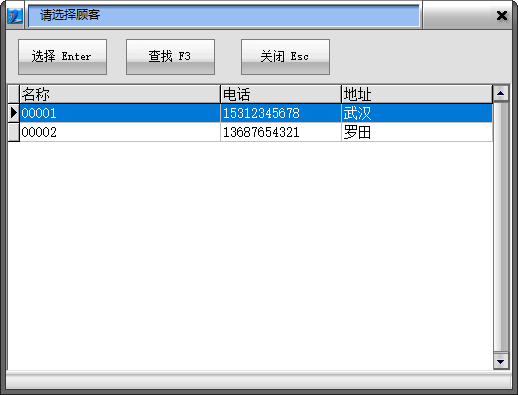 请选择顾客
选择 Enter 查找 F3 关闭 Esc
名称 电话 地址
00001 15312345678 武汉
00002 13687654321 罗田